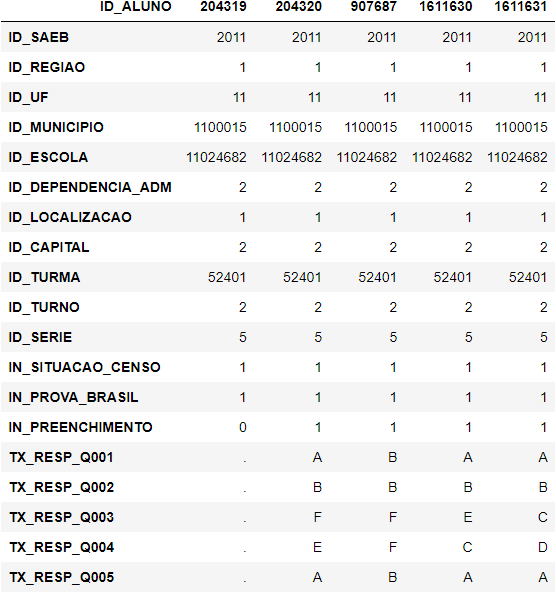 ID_ALUNO 204319 204320 907687 1611630 1611631
ID_SAEB 2011 2011 2011 2011 2011
ID_REGIAO 1 1 1 1 1
ID_UF 11 11 11 11 11
ID_MUNICIPIO 1100015 1100015 1100015 1100015 1100015
ID_ESCOLA 11024682 11024682 11024682 11024682 11024682
ID_DEPENDENCIA_ADM 2 2 2 2 2
ID_LOCALIZACAO 1 1 1 1 1
ID_CAPITAL 2 2 2 2 2
ID_TURMA 52401 52401 52401 52401 52401
ID_TURNO 2 2 2 2 2
ID_SERIE 5 5 5 5 5
IN_SITUACAO_CENSO 1 1 1 1 1
IN_PROVA_BRASIL 1 1 1 1 1
IN_PREENCHIMENTO 0 1 1 1 1
TX_RESP_Q001 . A B A A
TX_RESP_Q002 . B B B B
TX_RESP_Q003 . F F E C
TX_RESP_Q004 . E F C D
TX_RESP_Q005 . A B A A